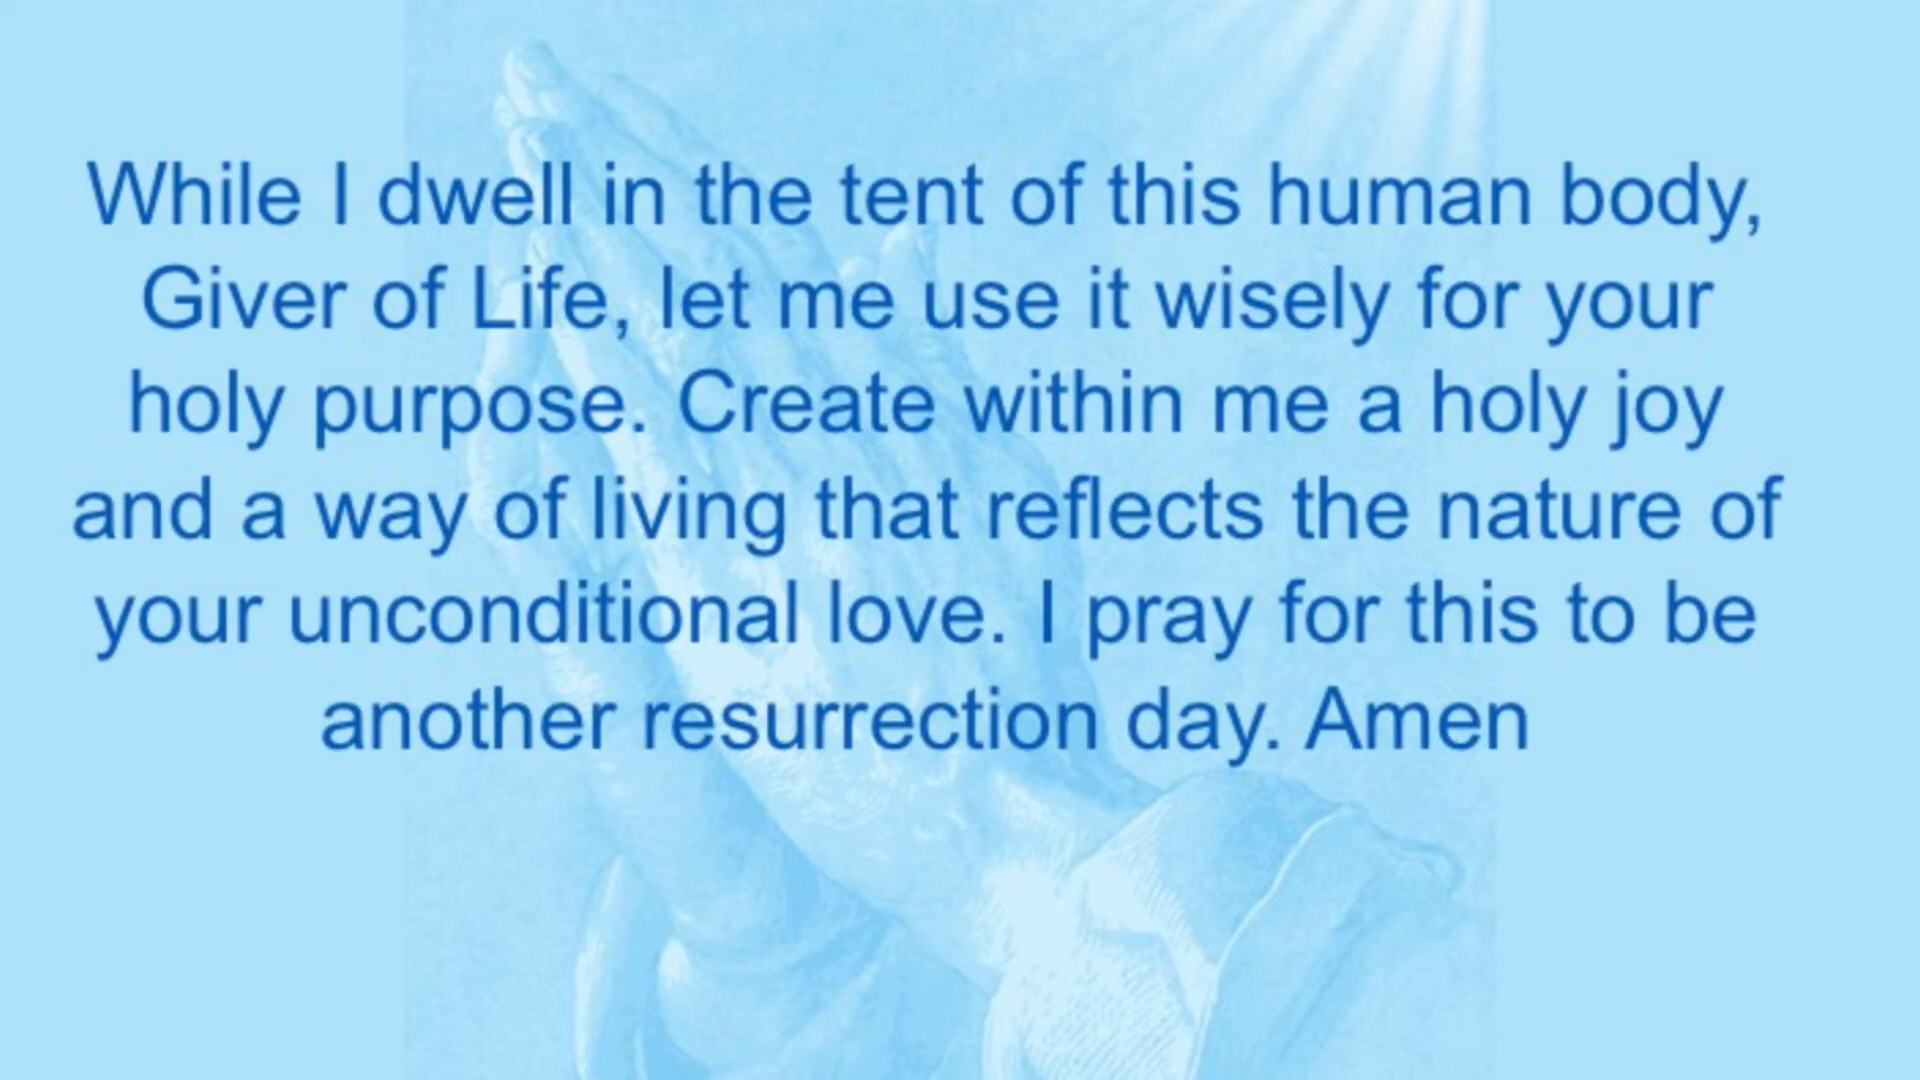 While I dwell in the tent of this human body,
Giver of Life, let me use it wisely for your
holy purpose. Create within me a holy joy
and a way of living that reflects the nature of
your unconditional love. I pray for this to be
another resurrection day. Amen